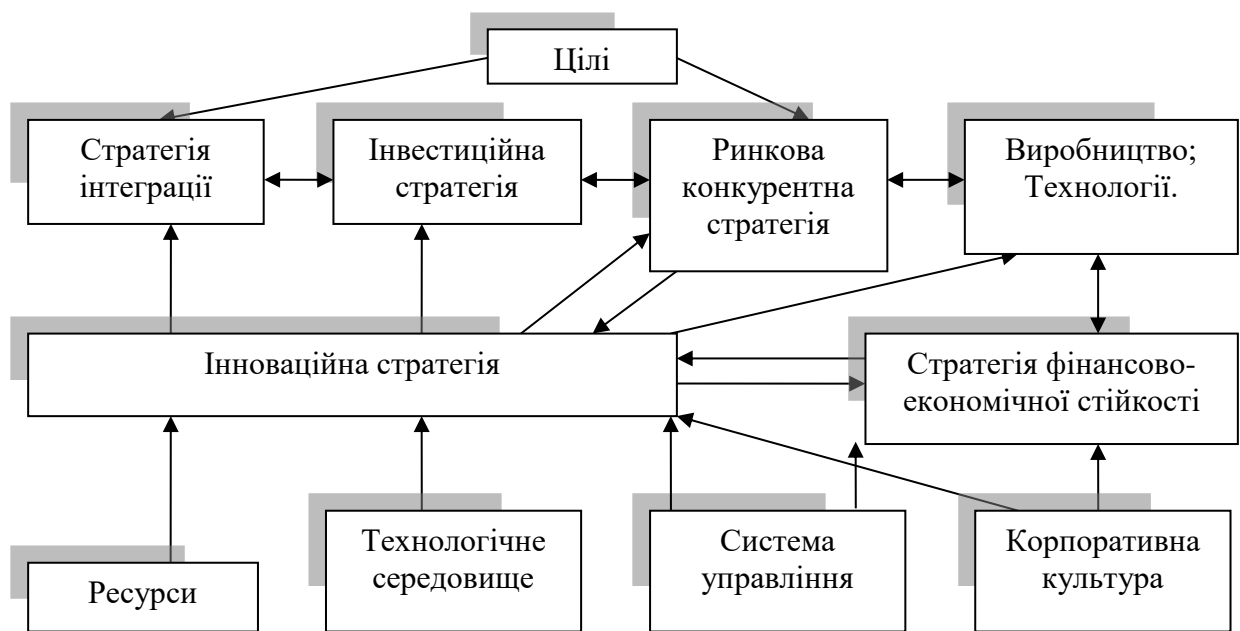 Цілі
Стратегія
інтеграції
Інвестиційна
стратегія
Ринкова
конкурентна
стратегія
Виробництво;
Технології.
Інноваційна стратегія
Стратегія фінансово-
економічної стійкості
Ресурси
Технологічне
середовище
Система
управління
Корпоративна
культура